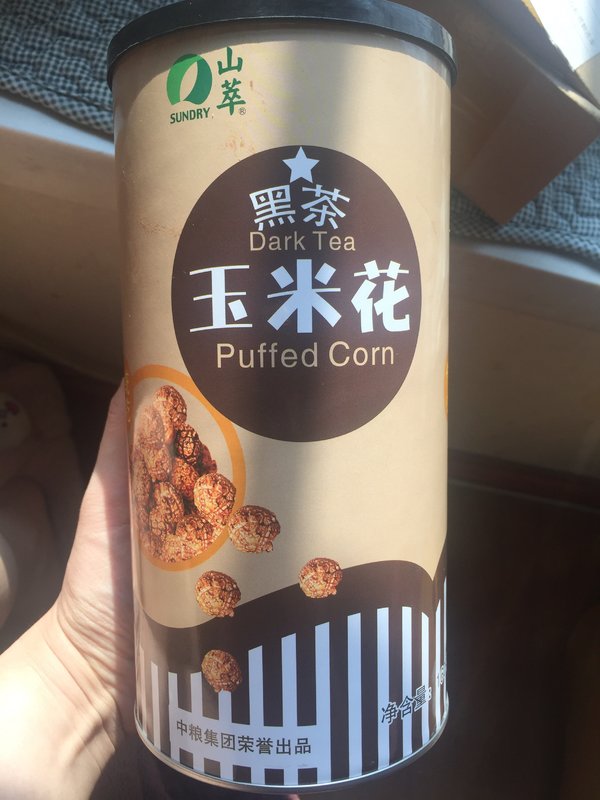 山萃®
SUNDRY
黑茶
Dark Tea
玉米花
Puffed Corn
净含量:
中粮集团荣誉出品